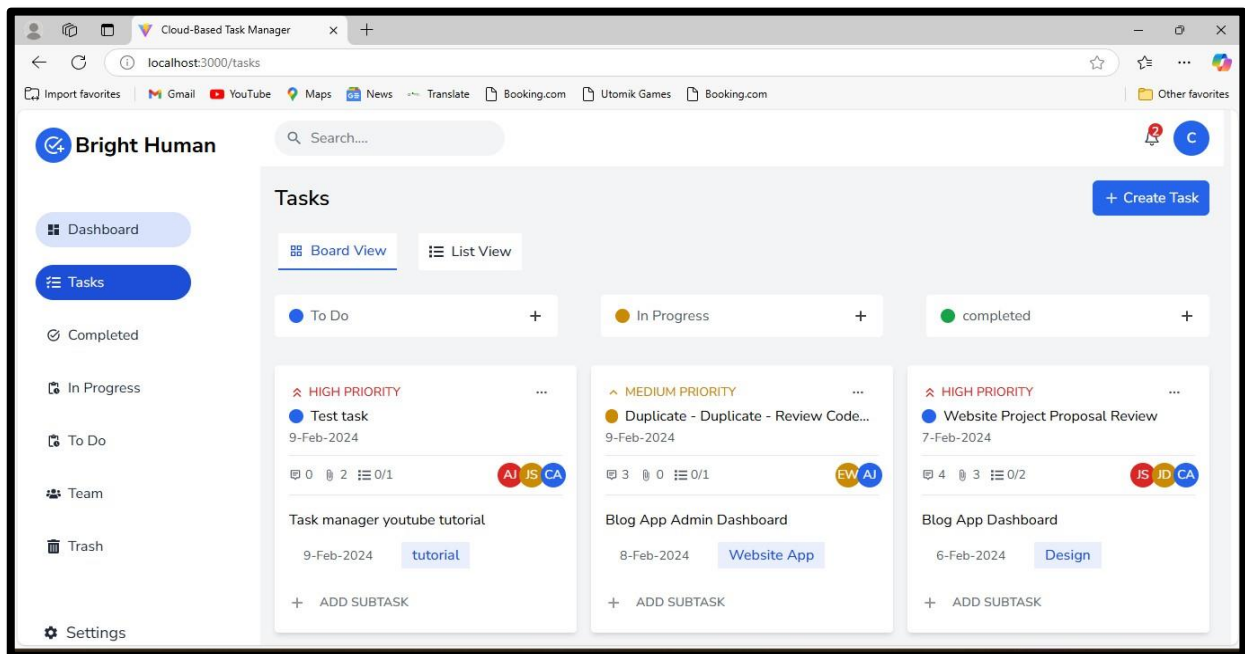 Cloud-Based Task Manager
localhost:3000/tasks
Import favorites Gmail YouTube Maps News Translate Booking.com Utomik Games Booking.com Other favorites
Bright Human
Search....
2
C
Dashboard
Tasks
Completed
In Progress
To Do
Team
Trash
Settings
Tasks
+ Create Task
Board View List View
To Do +
In Progress +
completed +
HIGH PRIORITY ...
Test task
9-Feb-2024
0 2 0/1 AJ JS CA
Task manager youtube tutorial
9-Feb-2024 tutorial
+ ADD SUBTASK
MEDIUM PRIORITY ...
Duplicate - Duplicate - Review Code...
9-Feb-2024
3 0 0/1 EW AJ
Blog App Admin Dashboard
8-Feb-2024 Website App
+ ADD SUBTASK
HIGH PRIORITY ...
Website Project Proposal Review
7-Feb-2024
4 3 0/2 JS JD CA
Blog App Dashboard
6-Feb-2024 Design
+ ADD SUBTASK